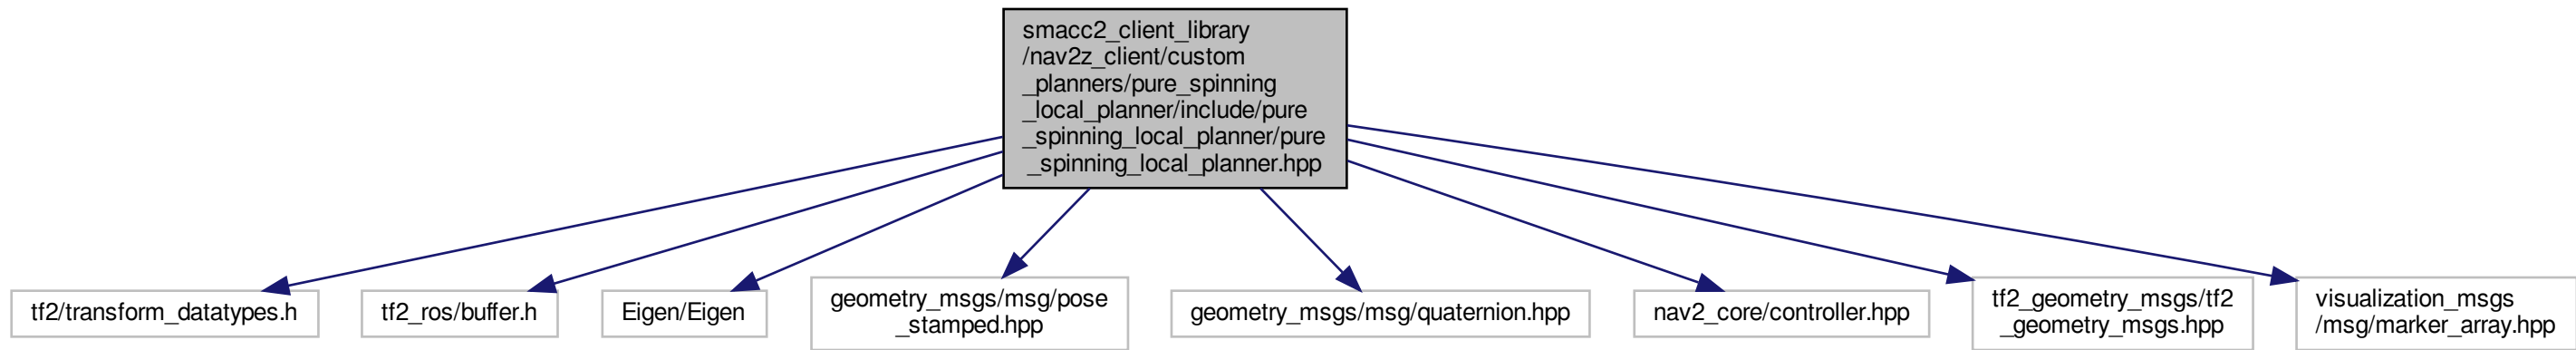 smacc2_client_library
/nav2z_client/custom
_planners/pure_spinning
_local_planner/include/pure
_spinning_local_planner/pure
_spinning_local_planner.hpp
tf2/transform_datatypes.h
tf2_ros/buffer.h
Eigen/Eigen
geometry_msgs/msg/pose
_stamped.hpp
geometry_msgs/msg/quaternion.hpp
nav2_core/controller.hpp
tf2_geometry_msgs/tf2
_geometry_msgs.hpp
visualization_msgs
/msg/marker_array.hpp